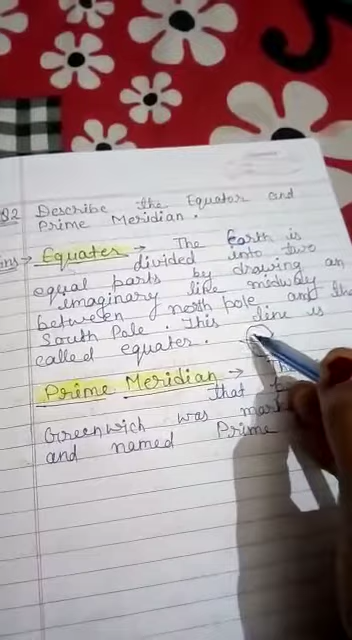 Q2 Describe the Equator and
Prime Meridian.
Ans → Equater → The Earth is
divided into two
equal parts by drawing an
imaginary line midway
between north pole and the
South Pole. This line is
called equater.
Prime Meridian →
that
Greenwich was
and named Prime